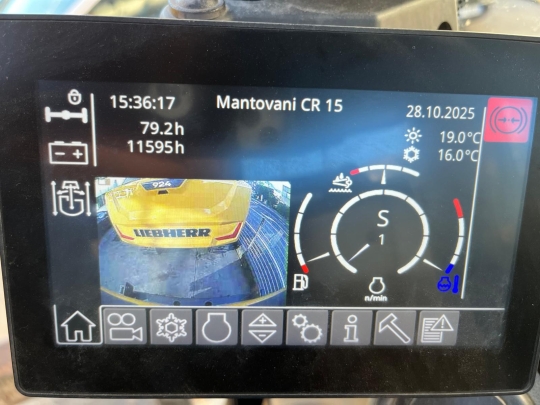 15:36:17
Mantovani CR 15
28.10.2025
79.2h
11595h
19.0°C
16.0°C
924
LIEBHERR
S
1
n/min